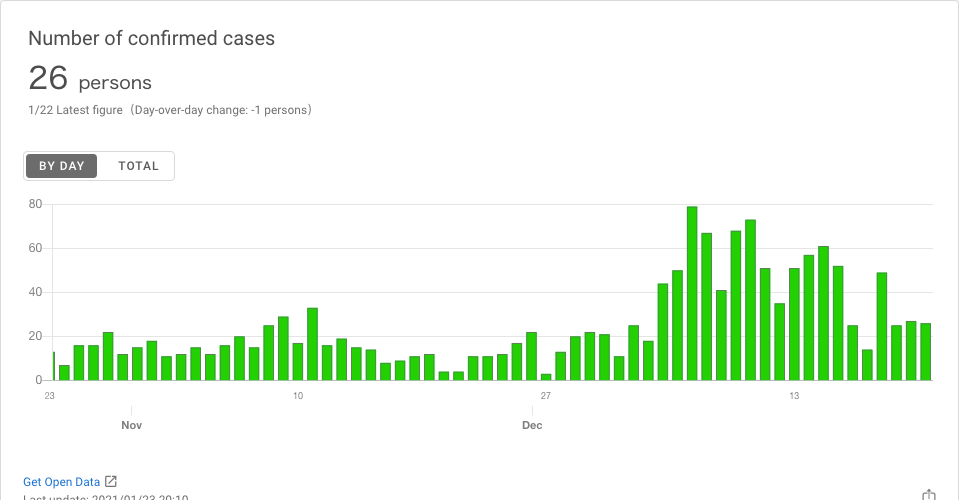 Number of confirmed cases
26 persons
1/22 Latest figure（Day-over-day change: -1 persons）
BY DAY TOTAL
80
60
40
20
0
23 10 27 13
Nov Dec
Get Open Data
Last update: 2021/01/23 20:10